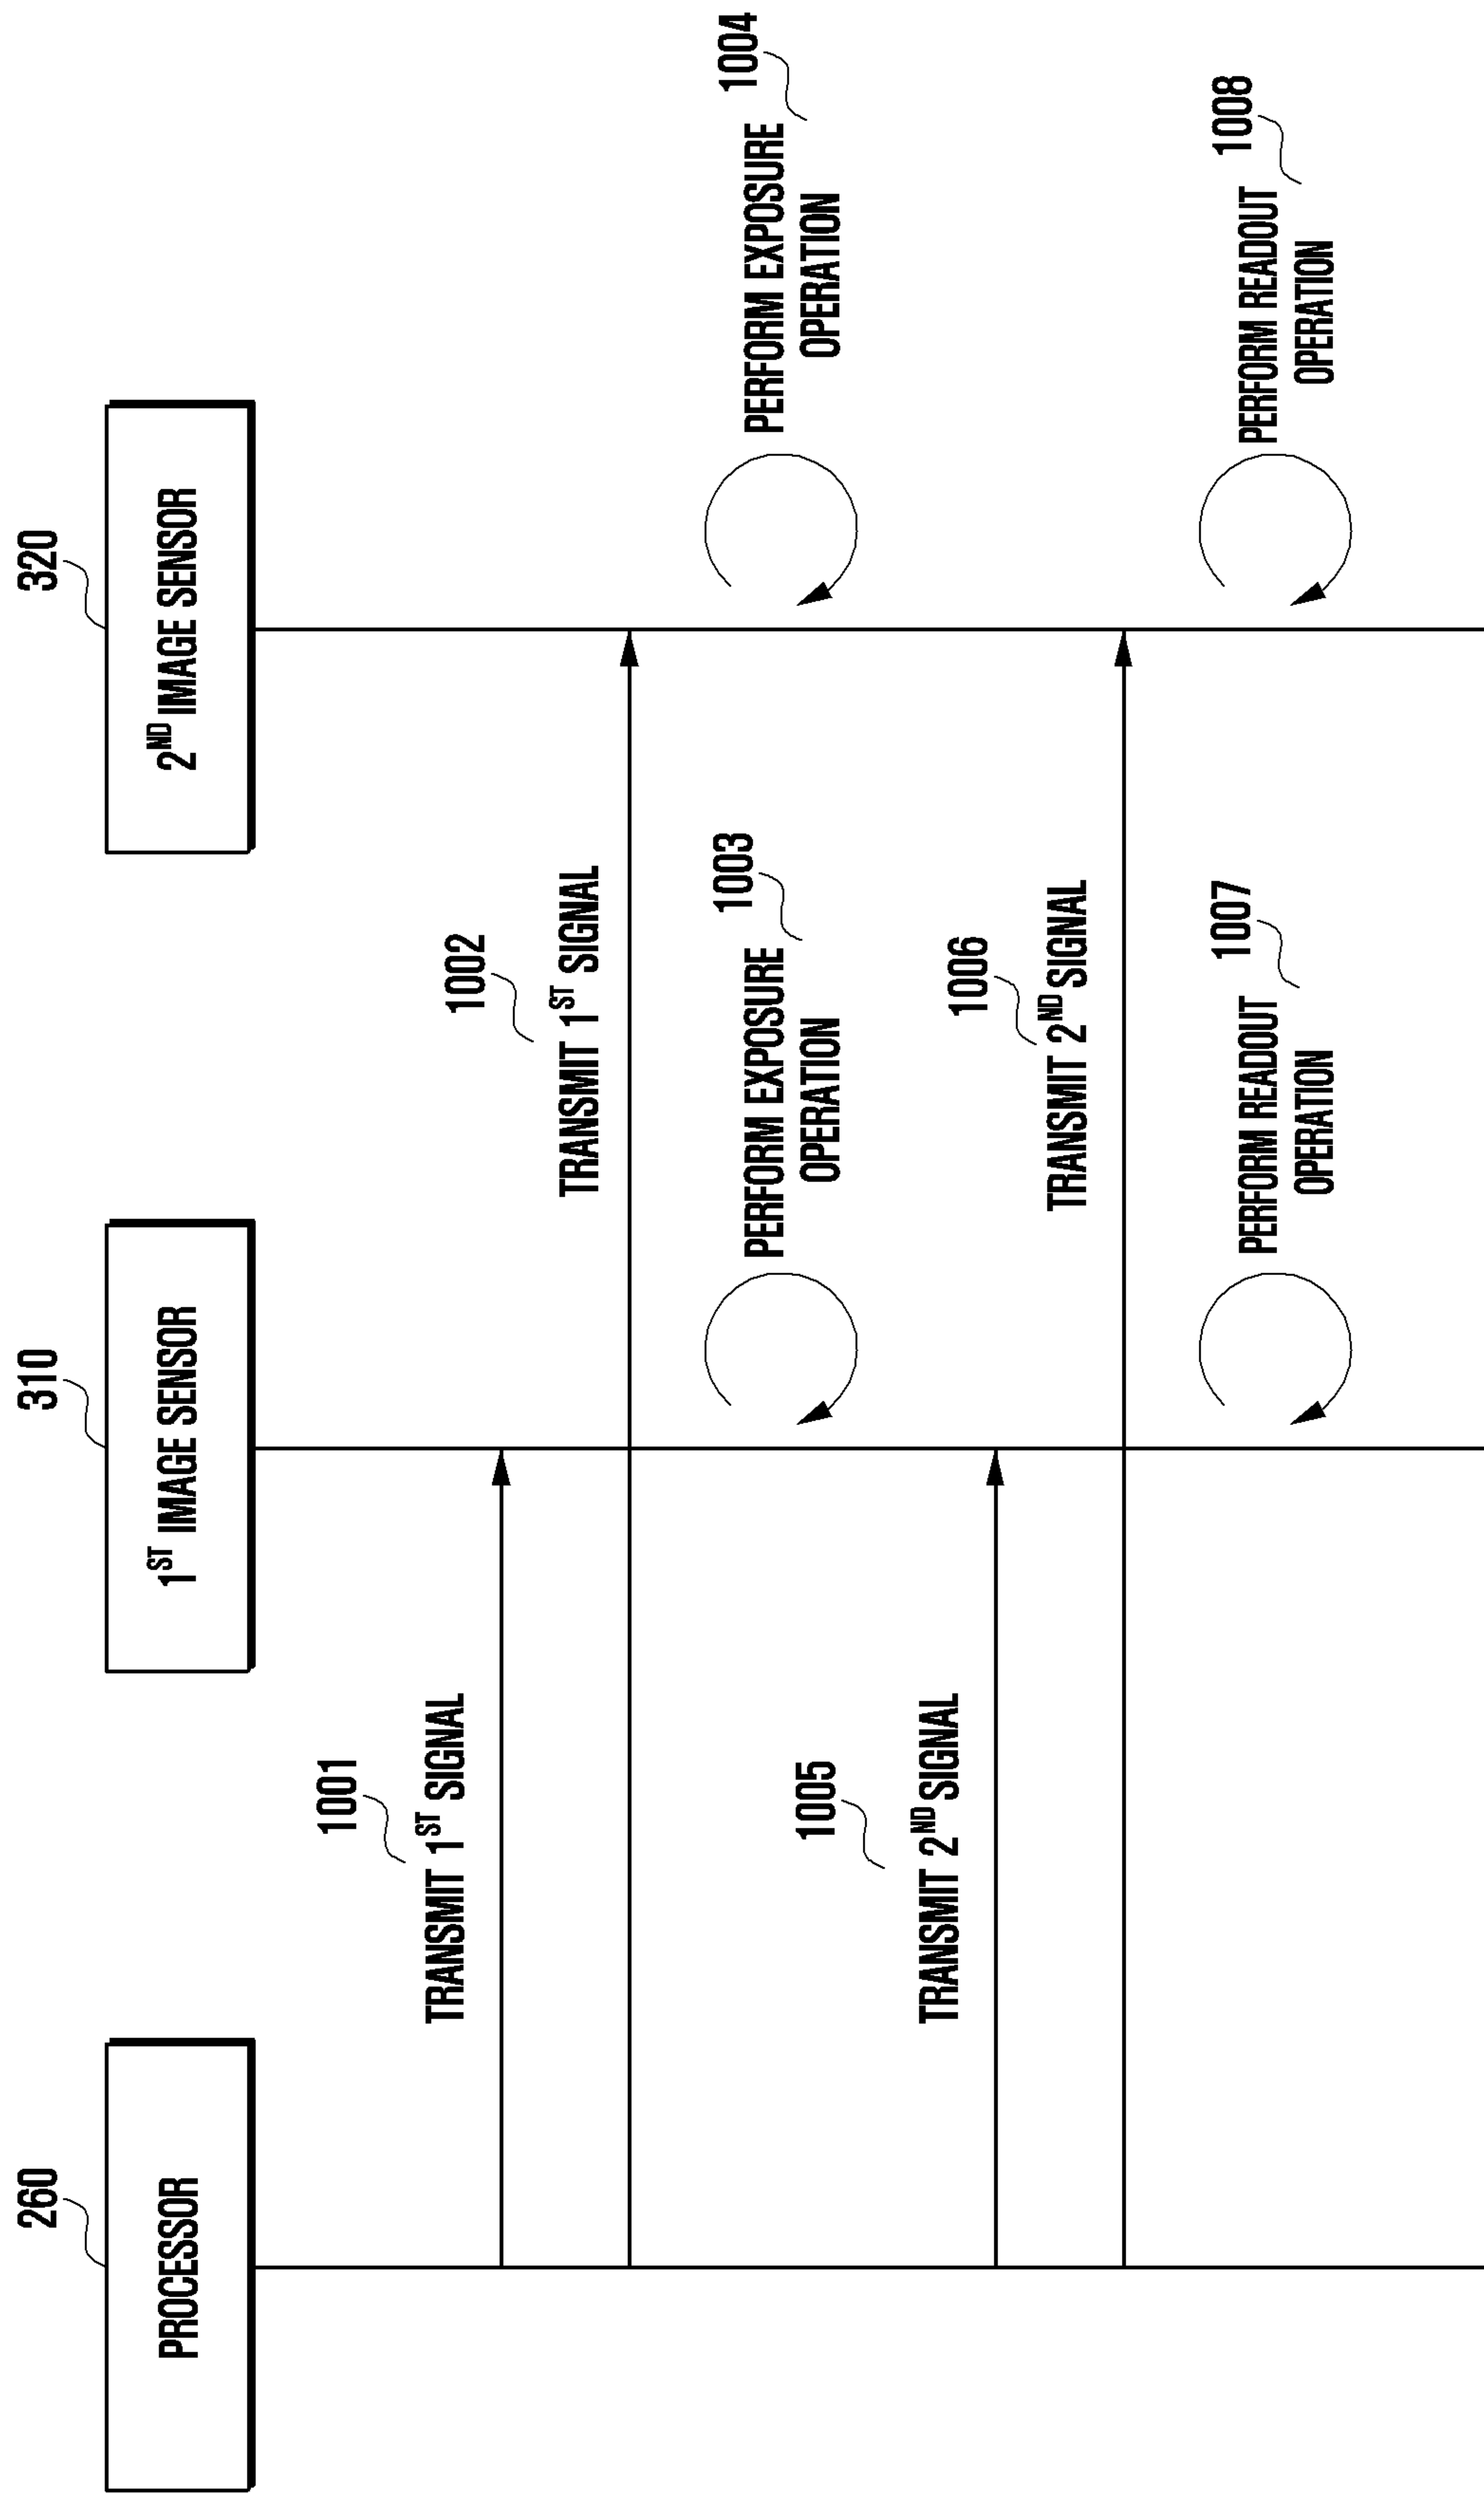 260
310
320
PROCESSOR
1ST IMAGE SENSOR
2ND IMAGE SENSOR
1001
TRANSMIT 1ST SIGNAL
1002
TRANSMIT 1ST SIGNAL
1003
PERFORM EXPOSURE
OPERATION
1004
PERFORM EXPOSURE
OPERATION
1005
TRANSMIT 2ND SIGNAL
1006
TRANSMIT 2ND SIGNAL
1007
PERFORM READOUT
OPERATION
1008
PERFORM READOUT
OPERATION